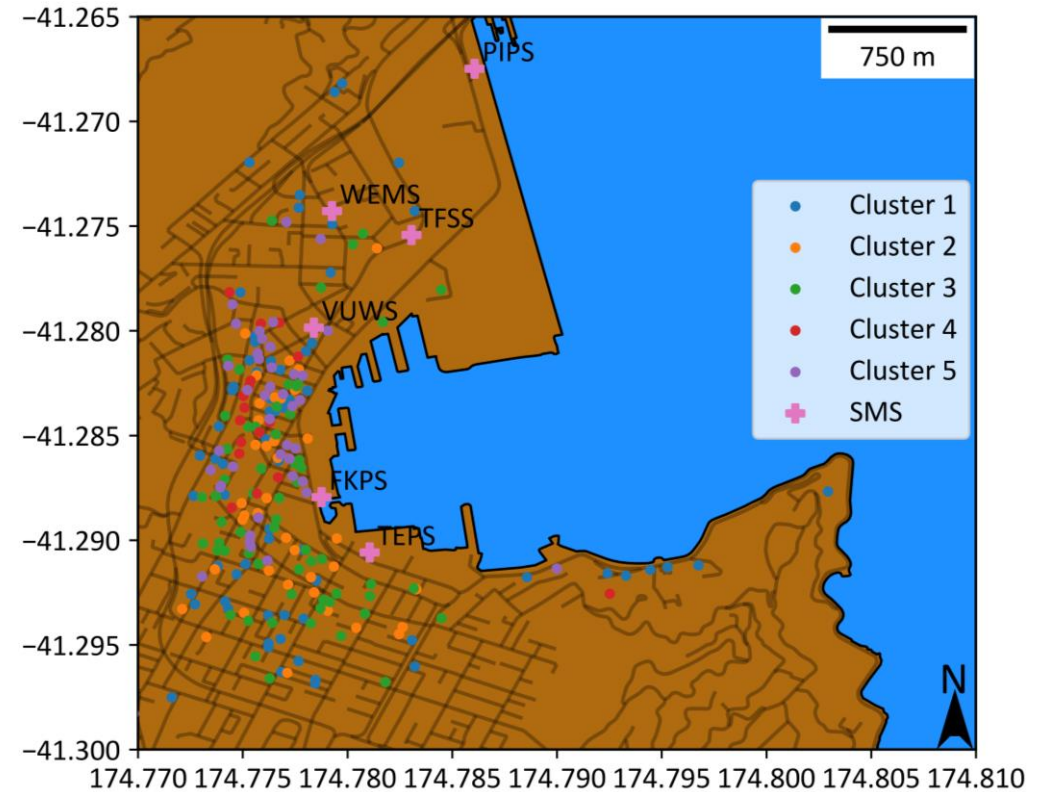 −41.265
−41.270
−41.275
−41.280
−41.285
−41.290
−41.295
−41.300
174.770 174.775 174.780 174.785 174.790 174.795 174.800 174.805 174.810
PIPS
WEMS
TFSS
VUWS
FKPS
TEPS
750 m
Cluster 1
Cluster 2
Cluster 3
Cluster 4
Cluster 5
SMS
N